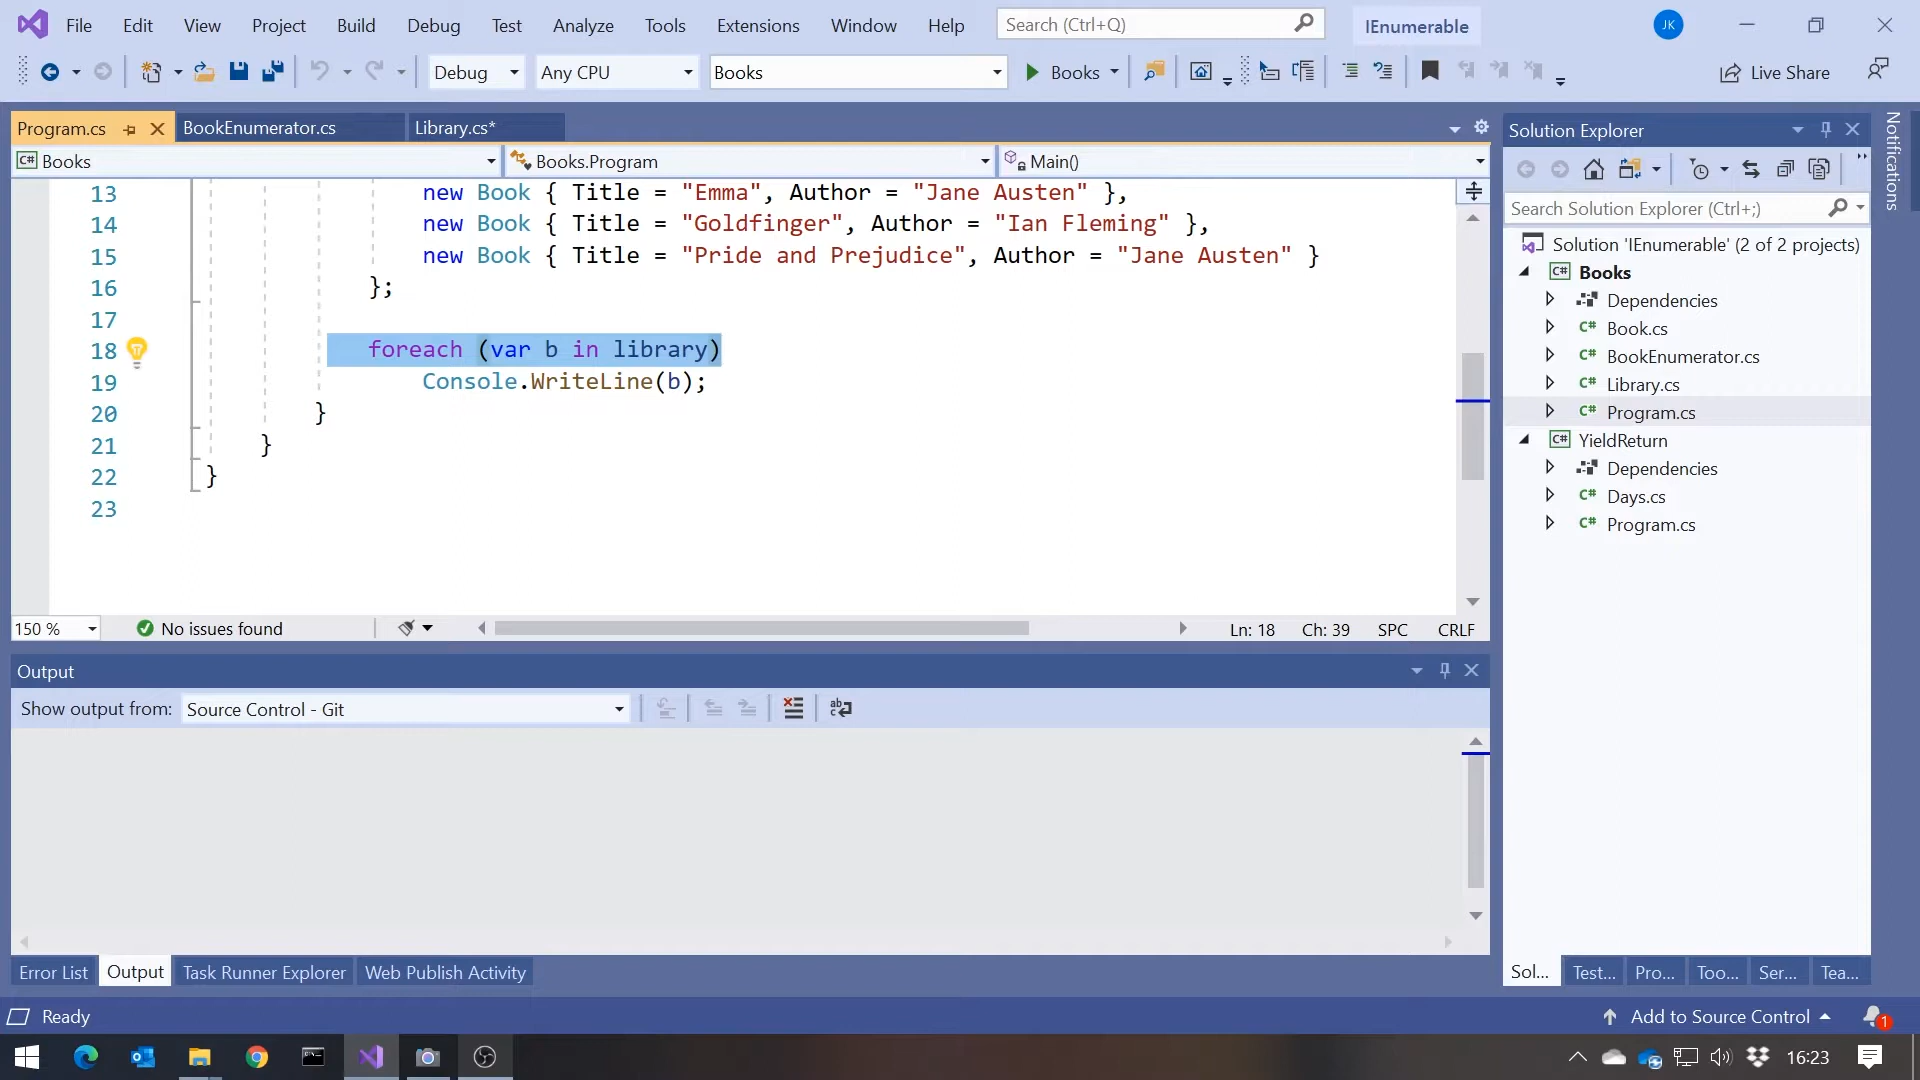 File Edit View Project Build Debug Test Analyze Tools Extensions Window Help Search (Ctrl+Q) IEnumerable JK
Debug Any CPU Books Books Live Share
Program.cs BookEnumerator.cs Library.cs*
C# Books Books.Program Main()
13 new Book { Title = "Emma", Author = "Jane Austen" },
14 new Book { Title = "Goldfinger", Author = "Ian Fleming" },
15 new Book { Title = "Pride and Prejudice", Author = "Jane Austen" }
16 };
17
18 foreach (var b in library)
19 Console.WriteLine(b);
20 }
21 }
22 }
23
150 % No issues found Ln: 18 Ch: 39 SPC CRLF
Output
Show output from: Source Control - Git
Error List Output Task Runner Explorer Web Publish Activity
Solution Explorer
Search Solution Explorer (Ctrl+;)
Solution 'IEnumerable' (2 of 2 projects)
C# Books
Dependencies
C# Book.cs
C# BookEnumerator.cs
C# Library.cs
C# Program.cs
C# YieldReturn
Dependencies
C# Days.cs
C# Program.cs
Sol... Test... Pro... Too... Ser... Tea...
Notifications
Ready Add to Source Control 1
16:23